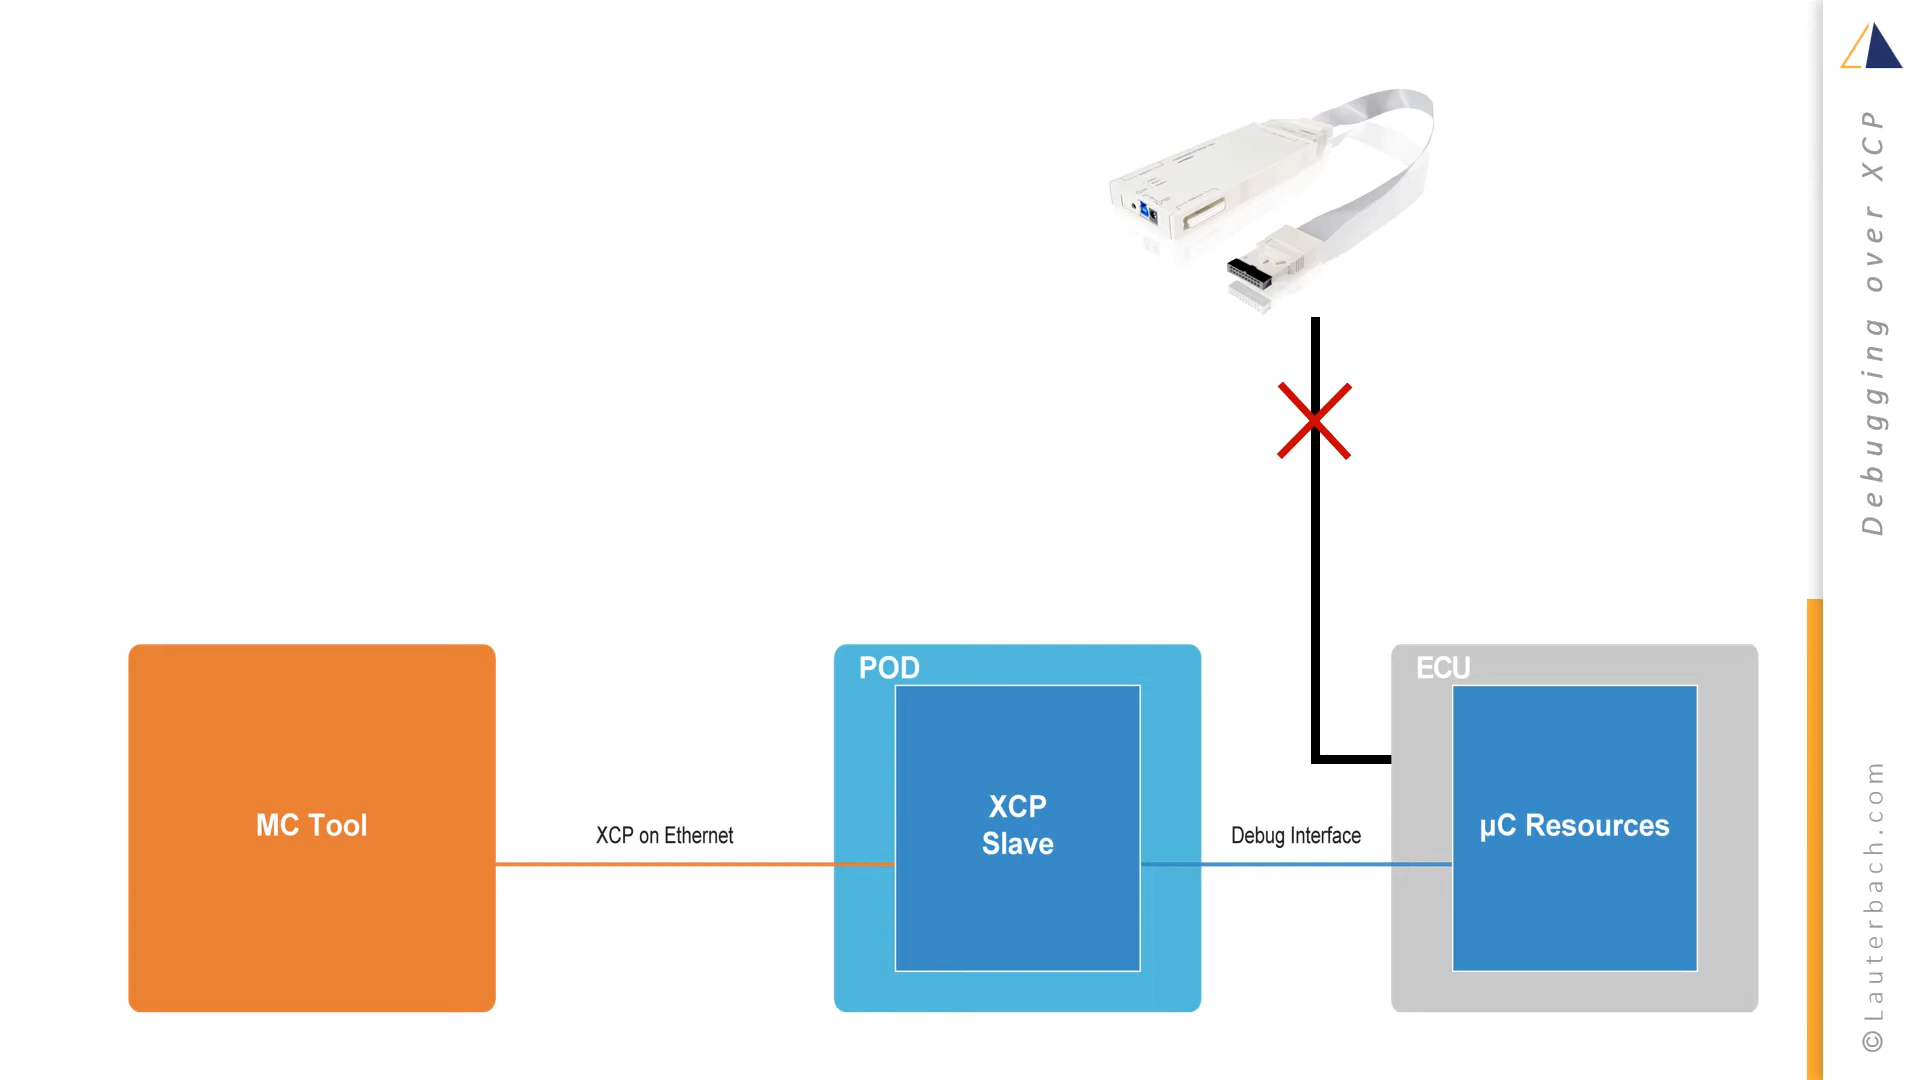 Debugging over XCP
POD
ECU
MC Tool
XCP on Ethernet
XCP
Slave
Debug Interface
µC Resources
© Lauterbach.com